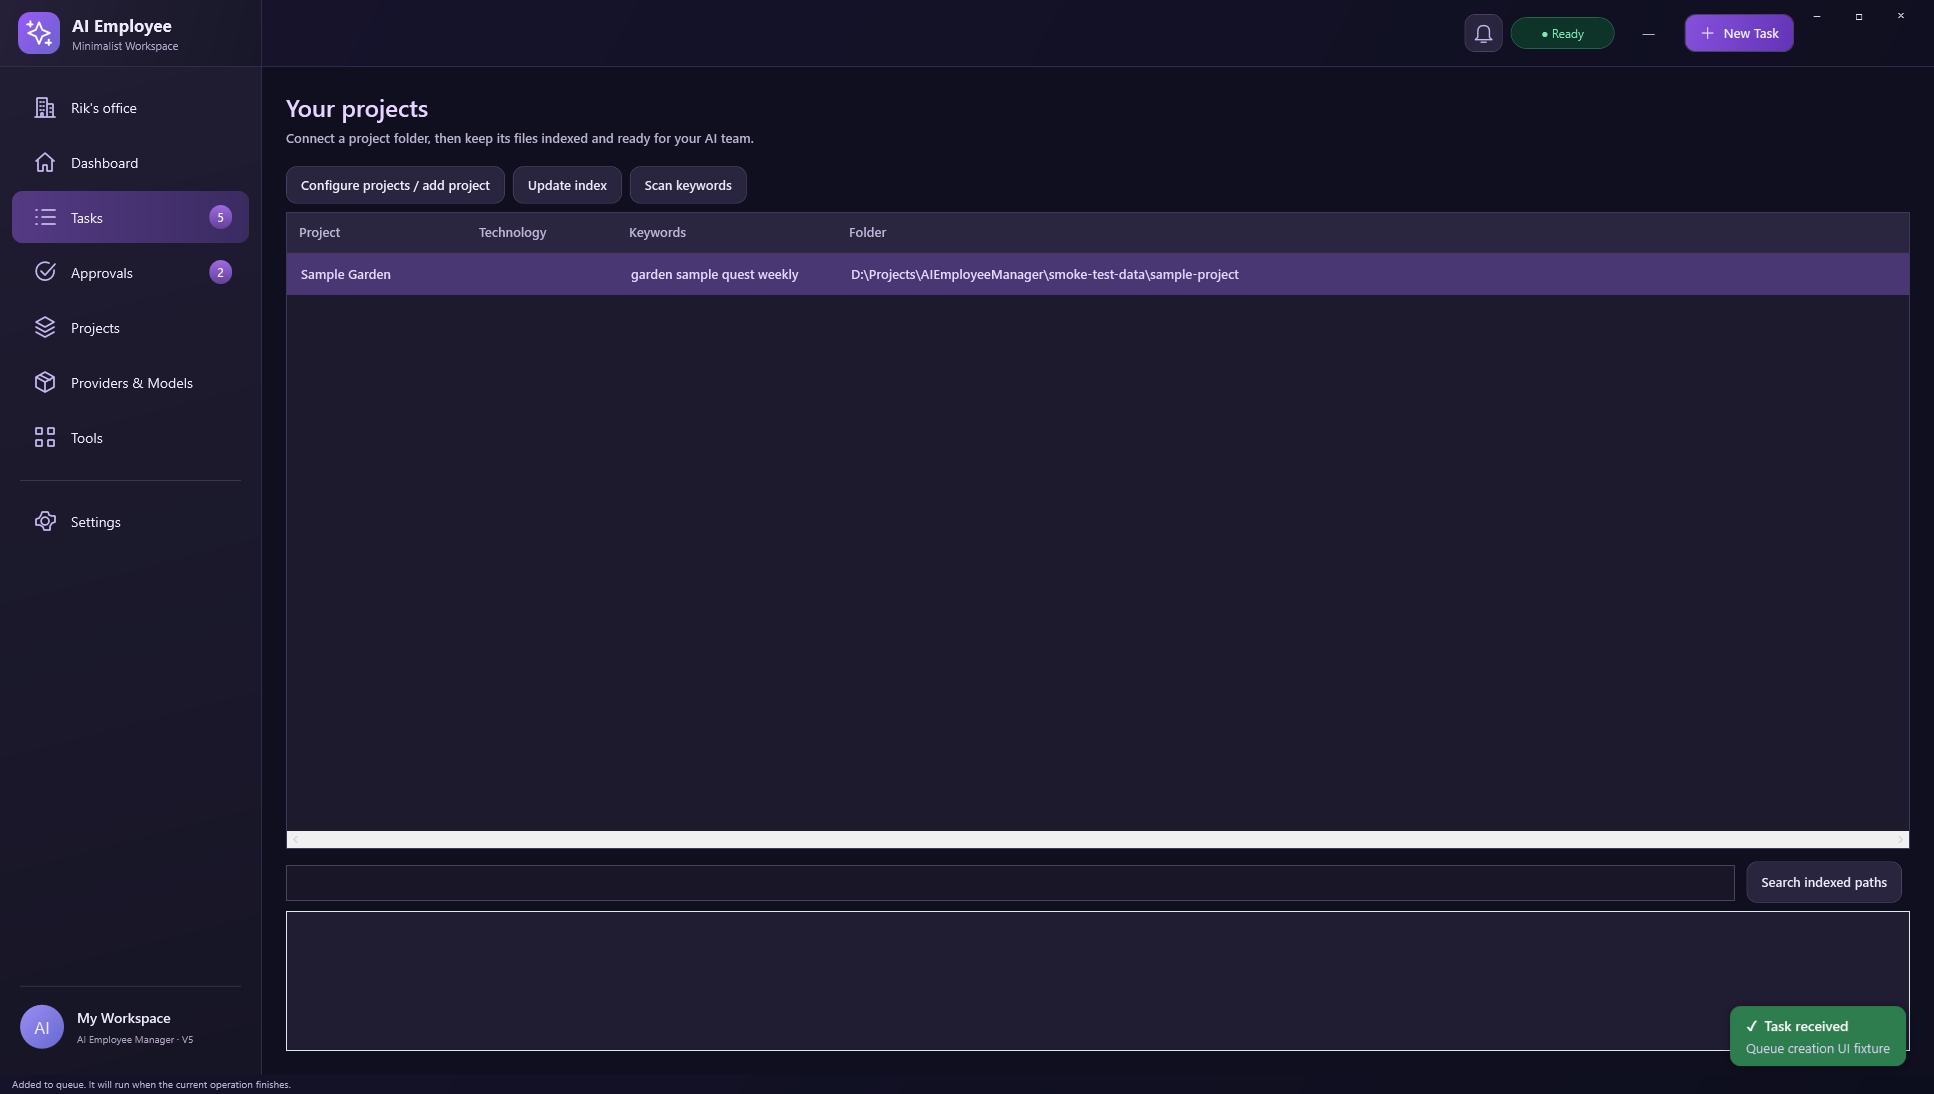 AI Employee
Minimalist Workspace
● Ready
—
New Task
Rik's office
Dashboard
Tasks 5
Approvals 2
Projects
Providers & Models
Tools
Settings
My Workspace
AI Employee Manager · V5
AI
Your projects
Connect a project folder, then keep its files indexed and ready for your AI team.
Configure projects / add project
Update index
Scan keywords
Project Technology Keywords Folder
Sample Garden garden sample quest weekly D:\Projects\AIEmployeeManager\smoke-test-data\sample-project
Search indexed paths
✓ Task received
Queue creation UI fixture
Added to queue. It will run when the current operation finishes.